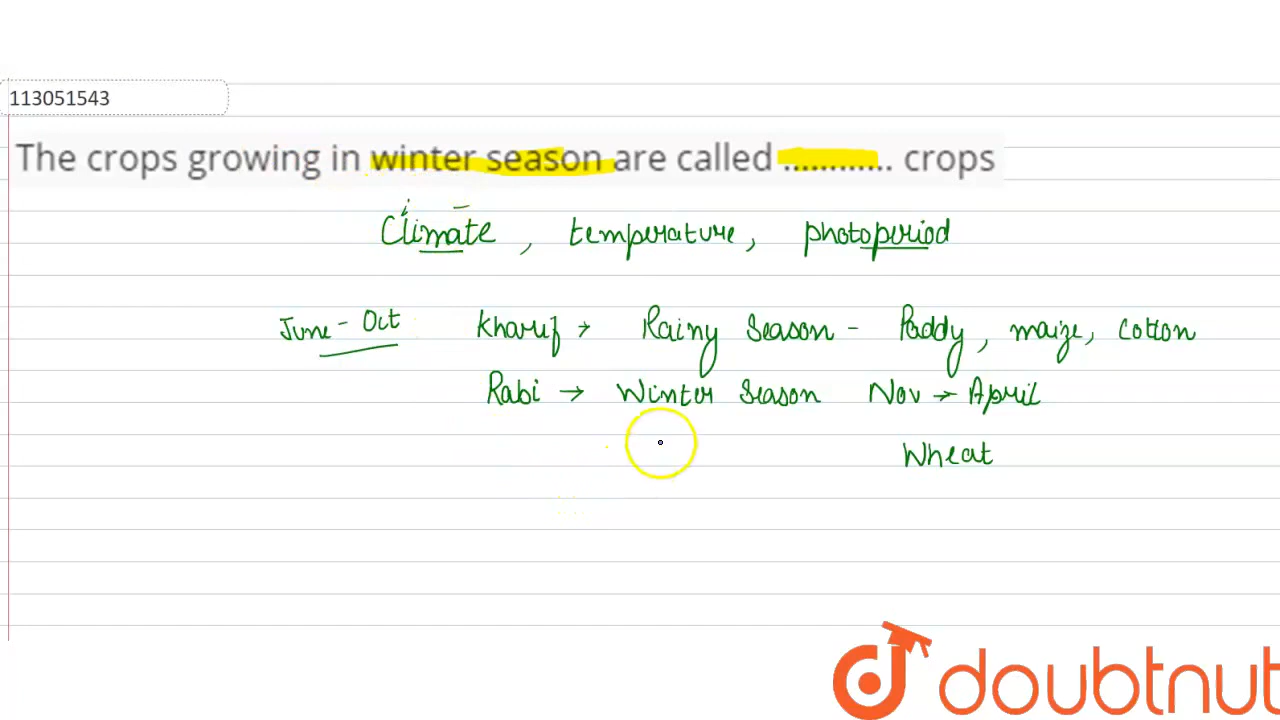 113051543
The crops growing in winter season are called ............. crops
Climate, temperature, photoperiod
June - Oct Kharif → Rainy Season - Paddy, maize, Cotton
Rabi → Winter Season Nov → April
Wheat
doubtnut